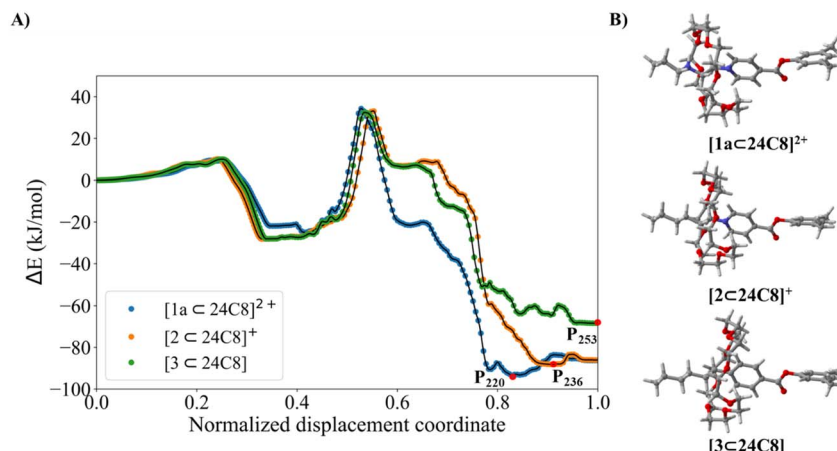 A)
B)
ΔE (kJ/mol)
40
20
0
−20
−40
−60
−80
−100
[1a ⊂ 24C8]²⁺
[2 ⊂ 24C8]⁺
[3 ⊂ 24C8]
P₂₅₃
P₂₂₀
P₂₃₆
0.0 0.2 0.4 0.6 0.8 1.0
Normalized displacement coordinate
[1a⊂24C8]²⁺
[2⊂24C8]⁺
[3⊂24C8]